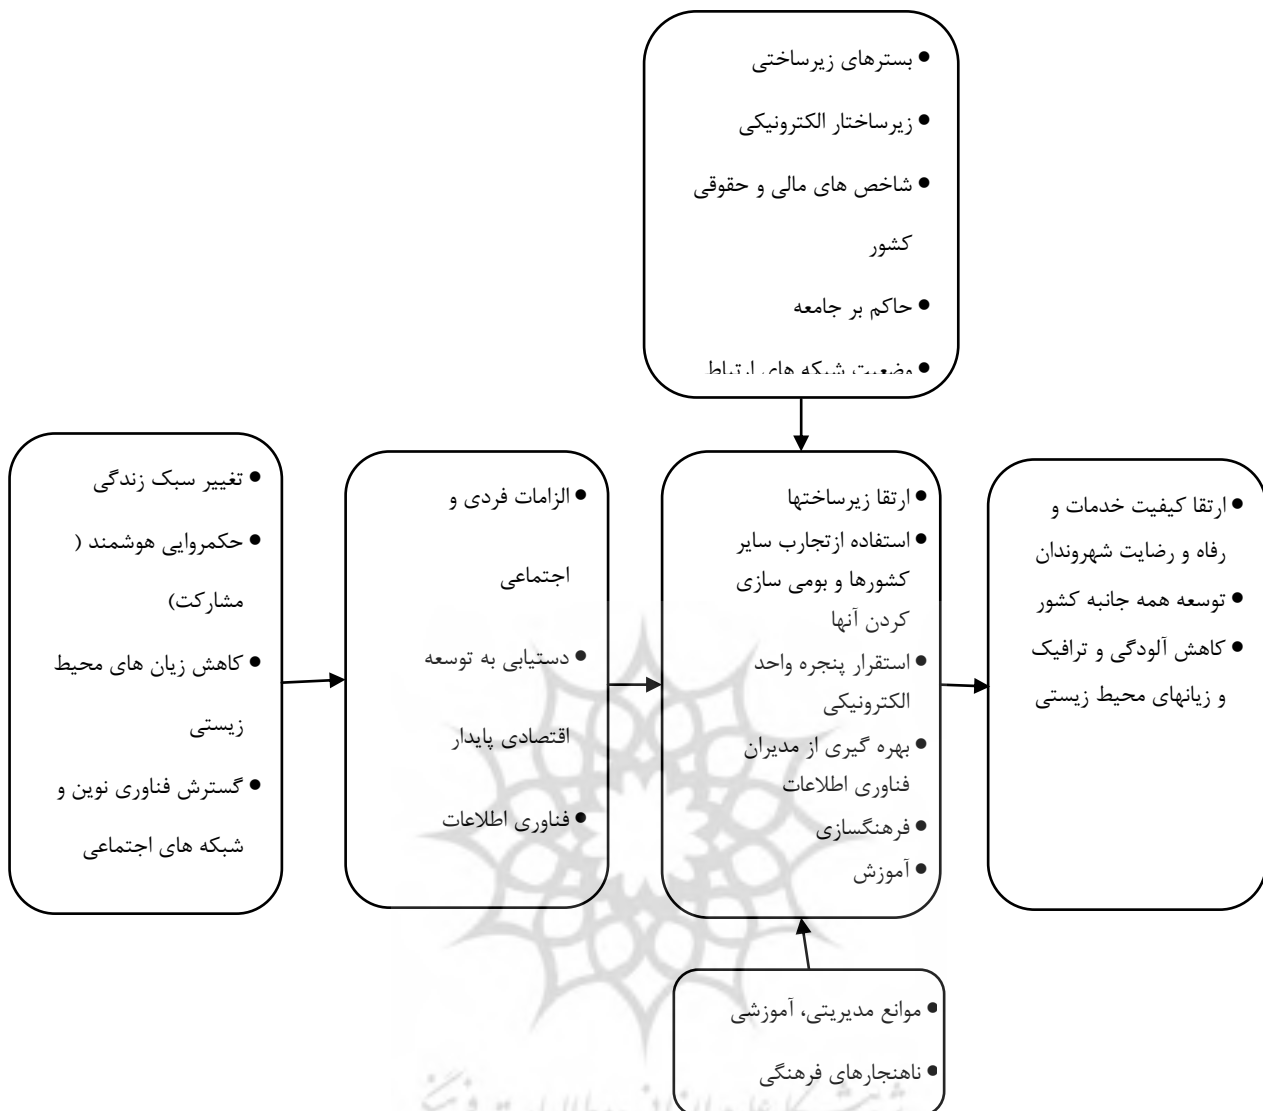 ● بسترهای زیرساختی
● زیرساختار الکترونیکی
● شاخص های مالی و حقوقی
کشور
● حاکم بر جامعه
● وضعیت شبکه های ارتباط
● تغییر سبک زندگی
● حکمروایی هوشمند (
مشارکت)
● کاهش زیان های محیط
زیستی
● گسترش فناوری نوین و
شبکه های اجتماعی
● الزامات فردی و
اجتماعی
● دستیابی به توسعه
اقتصادی پایدار
● فناوری اطلاعات
● ارتقا زیرساختها
● استفاده ازتجارب سایر
کشورها و بومی سازی
کردن آنها
● استقرار پنجره واحد
الکترونیکی
● بهره گیری از مدیران
فناوری اطلاعات
● فرهنگسازی
● آموزش
● ارتقا کیفیت خدمات و
رفاه و رضایت شهروندان
● توسعه همه جانبه کشور
● کاهش آلودگی و ترافیک
و زیانهای محیط زیستی
● موانع مدیریتی، آموزشی
● ناهنجارهای فرهنگی